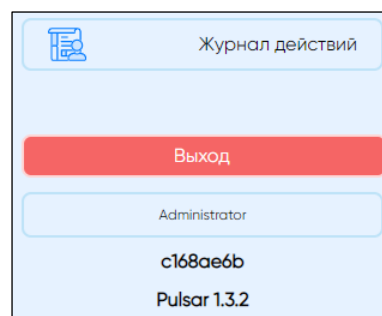 Журнал действий
Выход
Administrator
c168ae6b
Pulsar 1.3.2